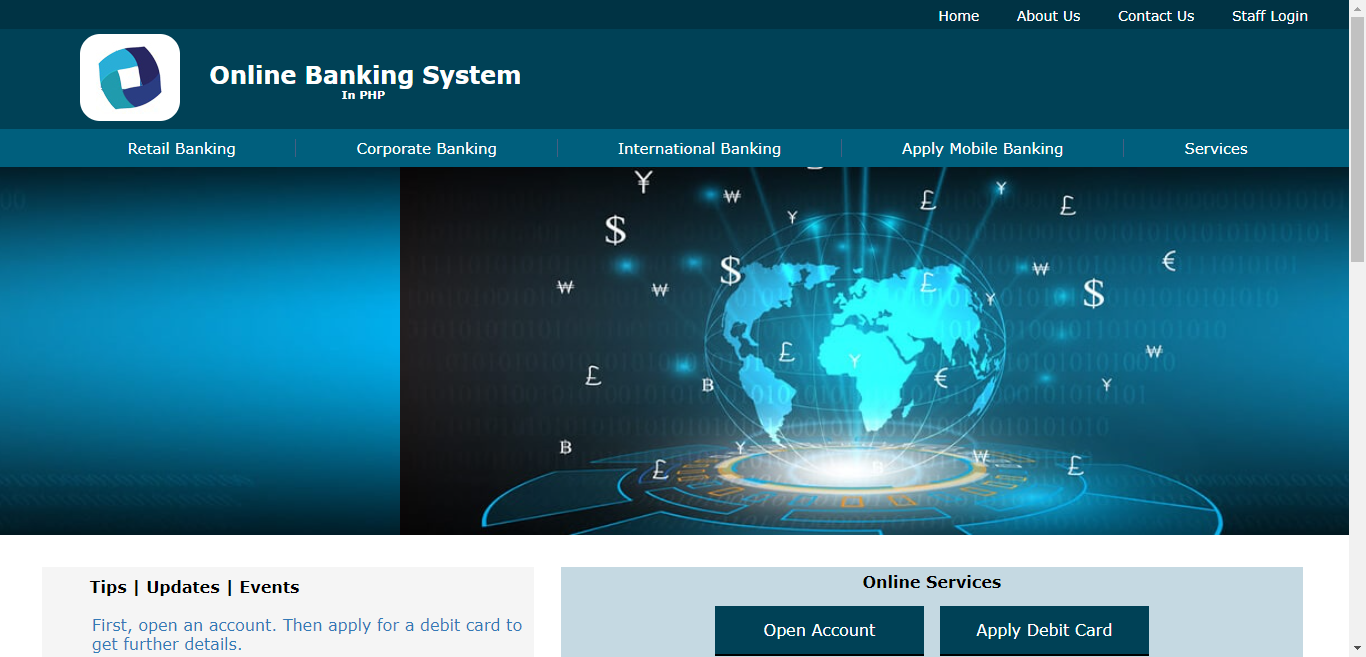 Home About Us Contact Us Staff Login
Online Banking System
In PHP
Retail Banking Corporate Banking International Banking Apply Mobile Banking Services
Tips | Updates | Events
First, open an account. Then apply for a debit card to
get further details.
Online Services
Open Account Apply Debit Card